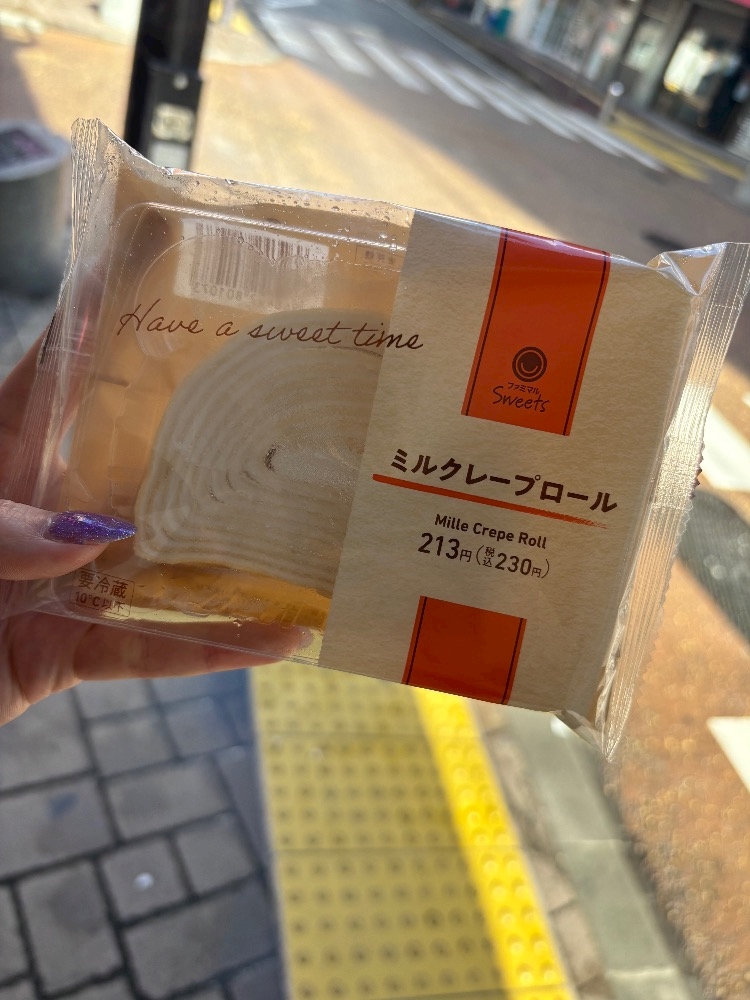 Have a sweet time
ファミマル
Sweets
ミルクレープロール
Mille Crepe Roll
213円(税込230円)
要冷蔵
10℃以下